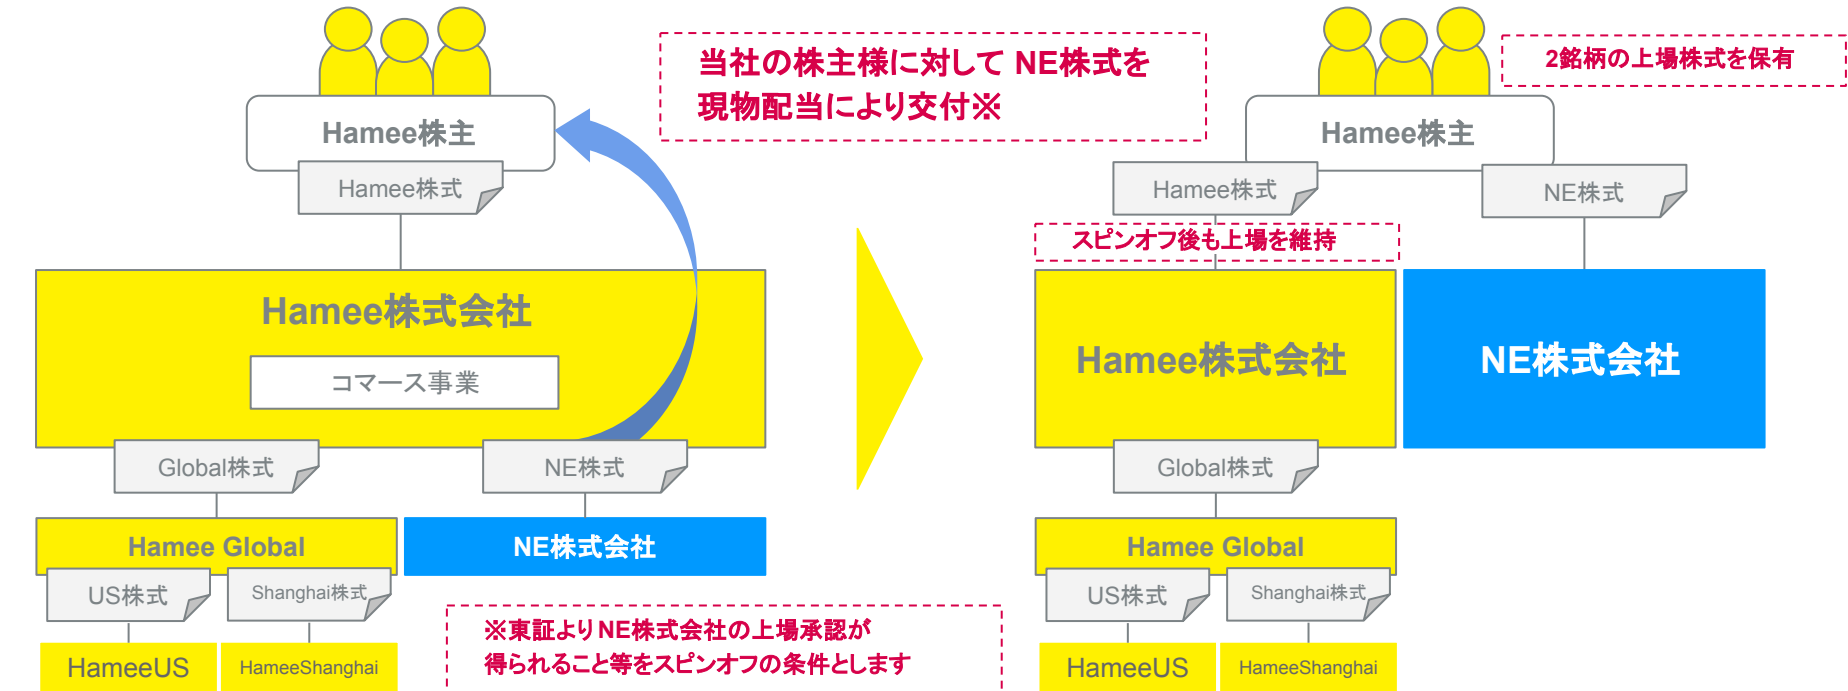 Hamee株主
Hamee株式
当社の株主様に対して NE株式を
現物配当により交付※
Hamee株式会社
コマース事業
Global株式
NE株式
Hamee Global
NE株式会社
US株式
Shanghai株式
HameeUS
HameeShanghai
※東証よりNE株式会社の上場承認が
得られること等をスピンオフの条件とします
2銘柄の上場株式を保有
Hamee株主
Hamee株式
NE株式
スピンオフ後も上場を維持
Hamee株式会社
NE株式会社
Global株式
Hamee Global
US株式
Shanghai株式
HameeUS
HameeShanghai